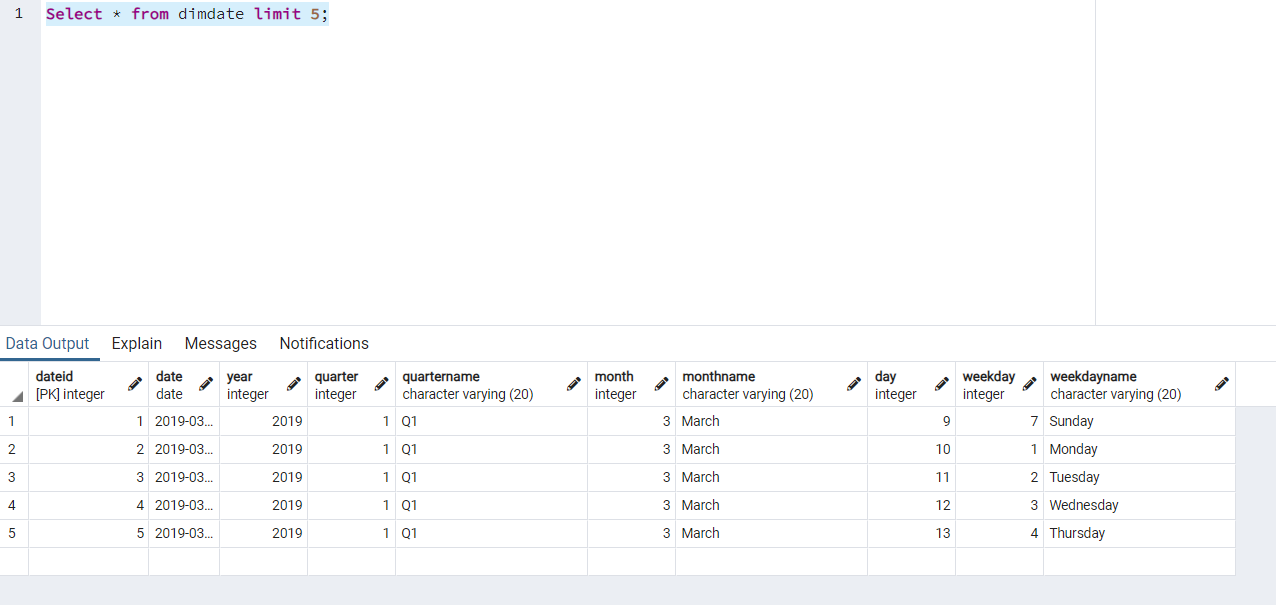 1 Select * from dimdate limit 5;
Data Output Explain Messages Notifications
dateid date year quarter quartername month monthname day weekday weekdayname
[PK] integer date integer integer character varying (20) integer character varying (20) integer integer character varying (20)
1 1 2019-03... 2019 1 Q1 3 March 9 7 Sunday
2 2 2019-03... 2019 1 Q1 3 March 10 1 Monday
3 3 2019-03... 2019 1 Q1 3 March 11 2 Tuesday
4 4 2019-03... 2019 1 Q1 3 March 12 3 Wednesday
5 5 2019-03... 2019 1 Q1 3 March 13 4 Thursday